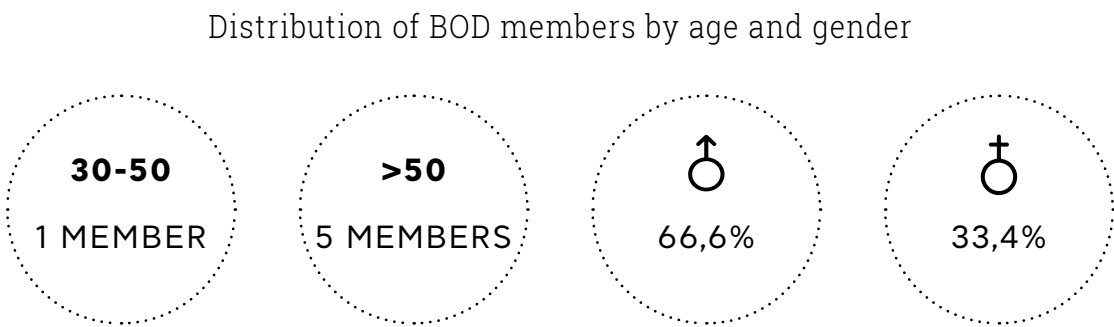 Distribution of BOD members by age and gender
30-50
1 MEMBER
>50
5 MEMBERS
66,6%
33,4%